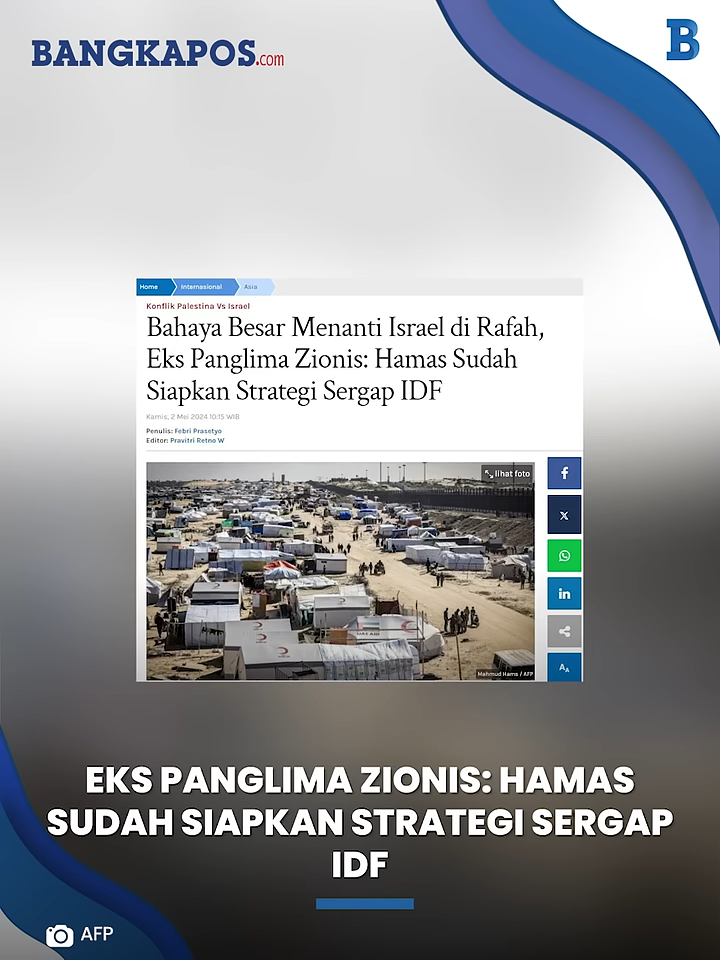 BANGKAPOS.com
B
Home
Internasional
Asia
Konflik Palestina Vs Israel
Bahaya Besar Menanti Israel di Rafah,
Eks Panglima Zionis: Hamas Sudah
Siapkan Strategi Sergap IDF
Kamis, 2 Mei 2024 10:15 WIB
Penulis: Febri Prasetyo
Editor: Pravitri Retno W
lihat foto
Mahmud Hams / AFP
AA
EKS PANGLIMA ZIONIS: HAMAS
SUDAH SIAPKAN STRATEGI SERGAP
IDF
AFP